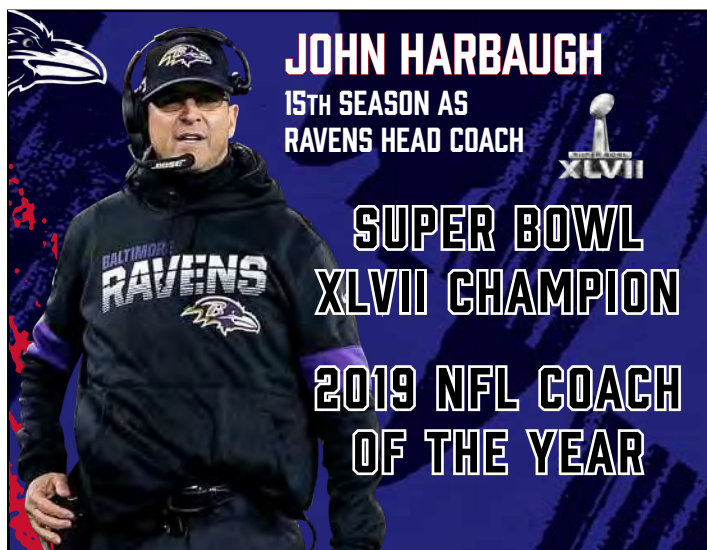 JOHN HARBAUGH
15TH SEASON AS
RAVENS HEAD COACH
SUPER BOWL
XLVII
SUPER BOWL
XLVII CHAMPION
2019 NFL COACH
OF THE YEAR
BOSE
BALTIMORE
RAVENS